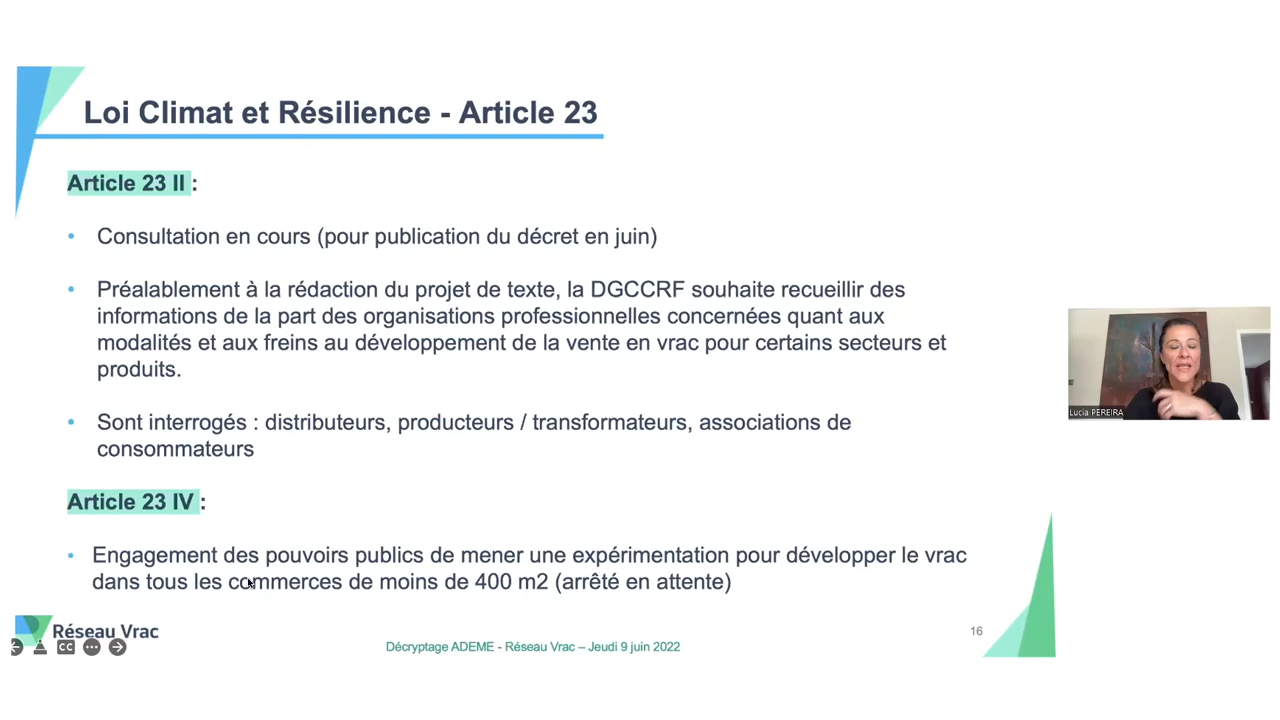 Loi Climat et Résilience - Article 23
Article 23 II :
• Consultation en cours (pour publication du décret en juin)
• Préalablement à la rédaction du projet de texte, la DGCCRF souhaite recueillir des
informations de la part des organisations professionnelles concernées quant aux
modalités et aux freins au développement de la vente en vrac pour certains secteurs et
produits.
• Sont interrogés : distributeurs, producteurs / transformateurs, associations de
consommateurs
Article 23 IV :
• Engagement des pouvoirs publics de mener une expérimentation pour développer le vrac
dans tous les commerces de moins de 400 m2 (arrêté en attente)
Lucia PEREIRA
Réseau Vrac
CC
Décryptage ADEME - Réseau Vrac – Jeudi 9 juin 2022
16